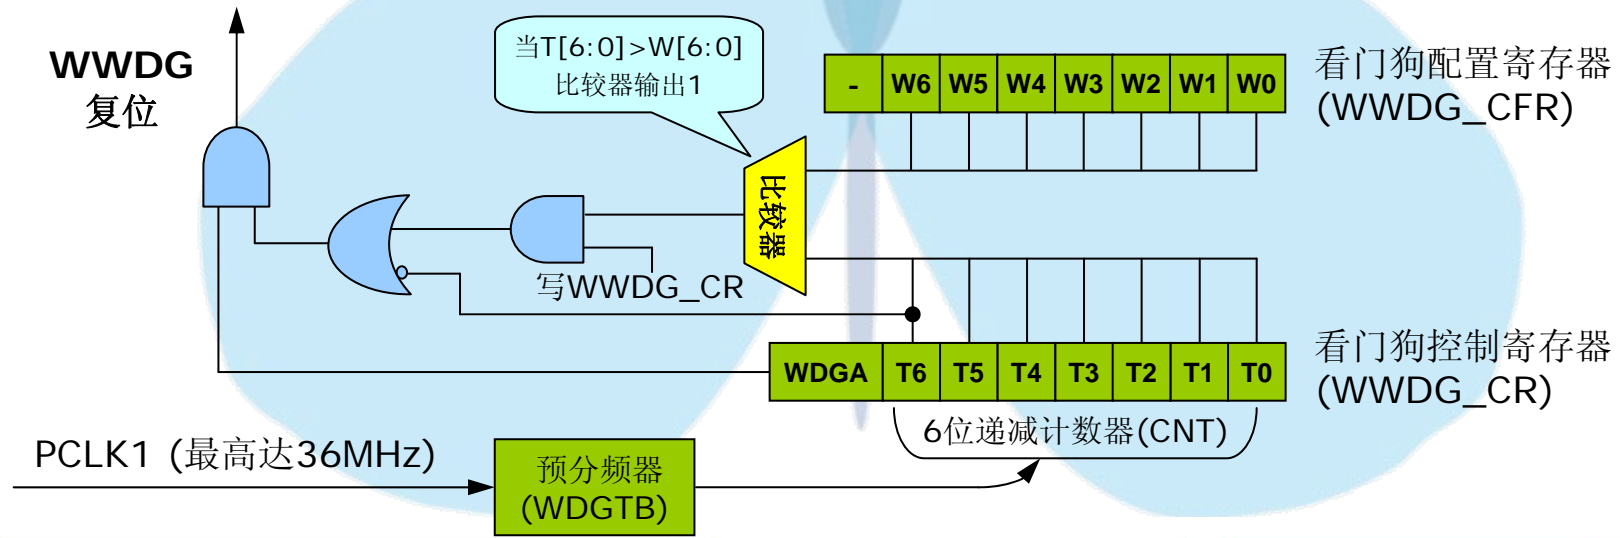 WWDG
复位
当T[6:0]>W[6:0]
比较器输出1
- W6 W5 W4 W3 W2 W1 W0
看门狗配置寄存器
(WWDG_CFR)
比较器
写WWDG_CR
WDGA T6 T5 T4 T3 T2 T1 T0
看门狗控制寄存器
(WWDG_CR)
6位递减计数器(CNT)
PCLK1 (最高达36MHz)
预分频器
(WDGTB)